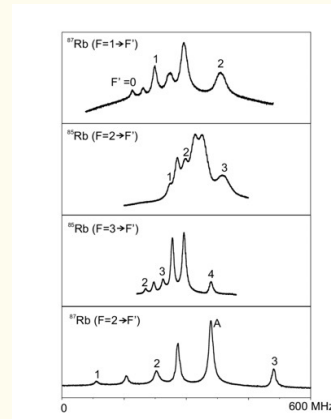 ⁸⁷Rb (F=1→F')
F' =0
1
2
⁸⁵Rb (F=2→F')
1
2
3
⁸⁵Rb (F=3→F')
2
3
4
⁸⁷Rb (F=2→F')
A
1
2
3
0
600 MHz